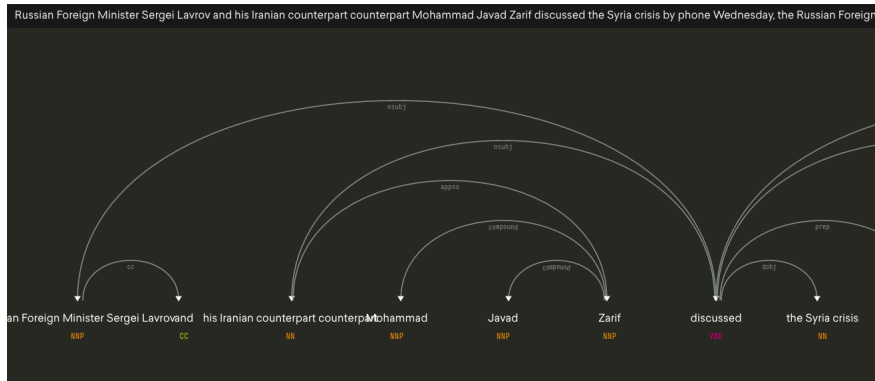 Russian Foreign Minister Sergei Lavrov and his Iranian counterpart counterpart Mohammad Javad Zarif discussed the Syria crisis by phone Wednesday, the Russian Foreign
nsubj
nsubj
appos
compound
prep
cc
compound
dobj
an Foreign Minister Sergei Lavrov and his Iranian counterpart counterpart Mohammad Javad Zarif discussed the Syria crisis
NNP CC NN NNP NNP NNP NN